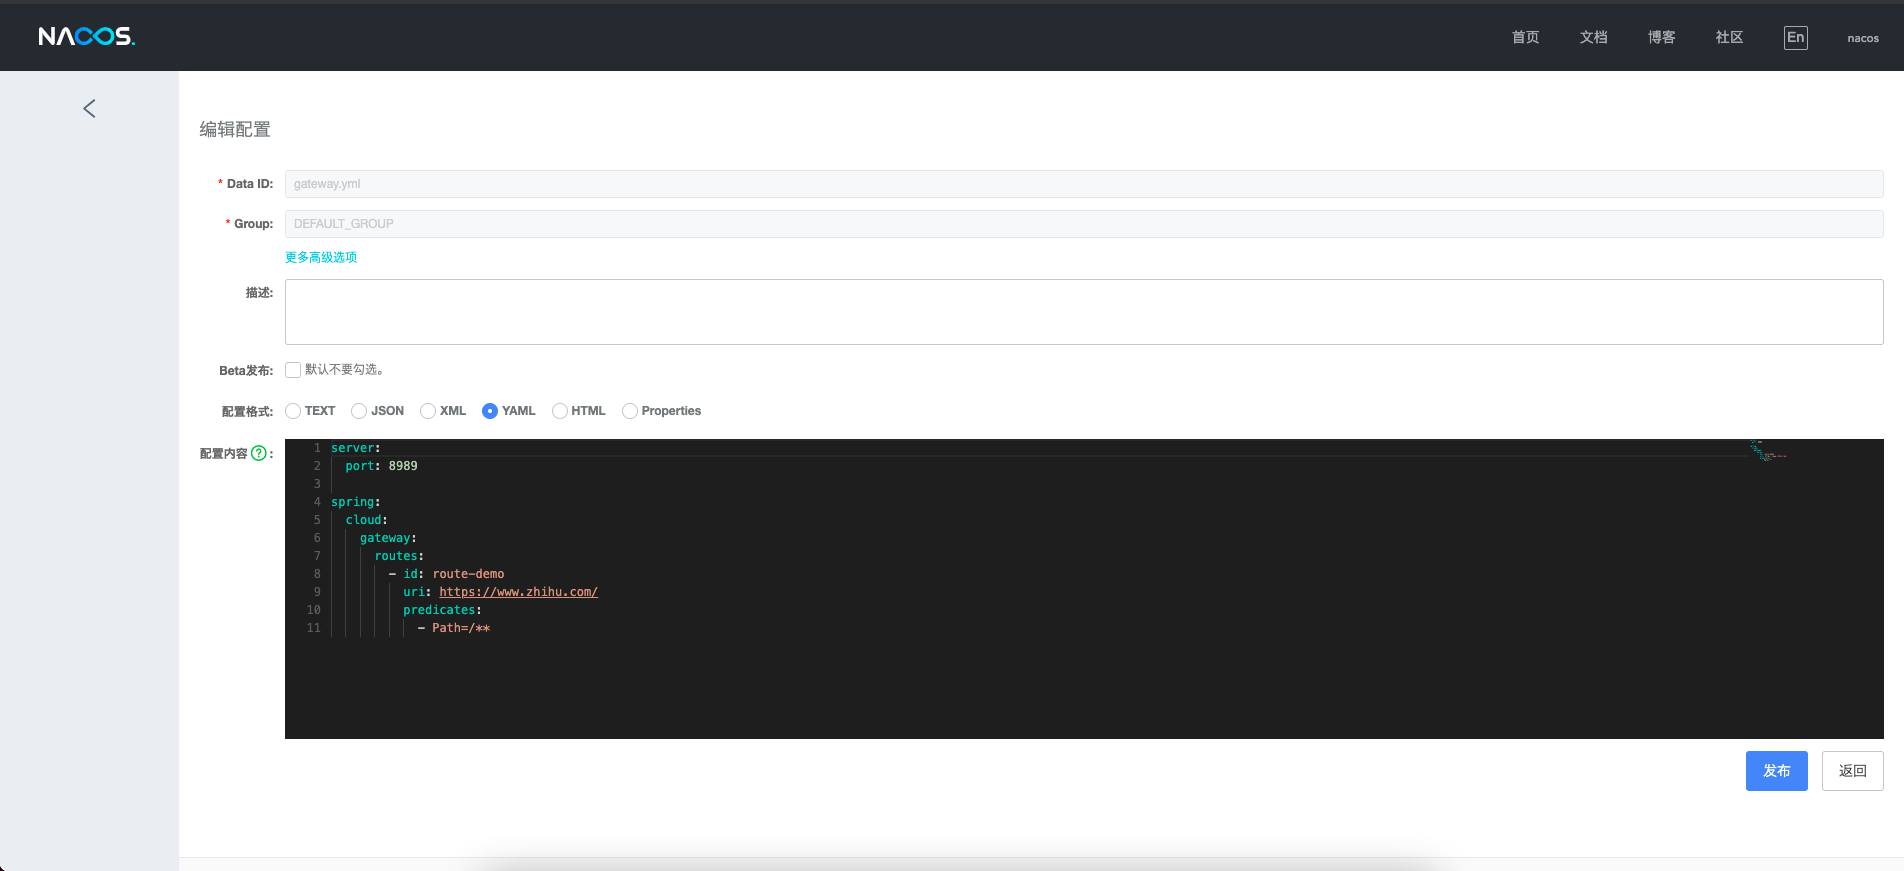 NACOS.
首页 文档 博客 社区 En nacos
编辑配置
* Data ID: gateway.yml
* Group: DEFAULT_GROUP
更多高级选项
描述:
Beta发布: 默认不要勾选。
配置格式: TEXT JSON XML YAML HTML Properties
配置内容 ? :
1 server:
2 port: 8989
3
4 spring:
5 cloud:
6 gateway:
7 routes:
8 - id: route-demo
9 uri: https://www.zhihu.com/
10 predicates:
11 - Path=/**
发布 返回